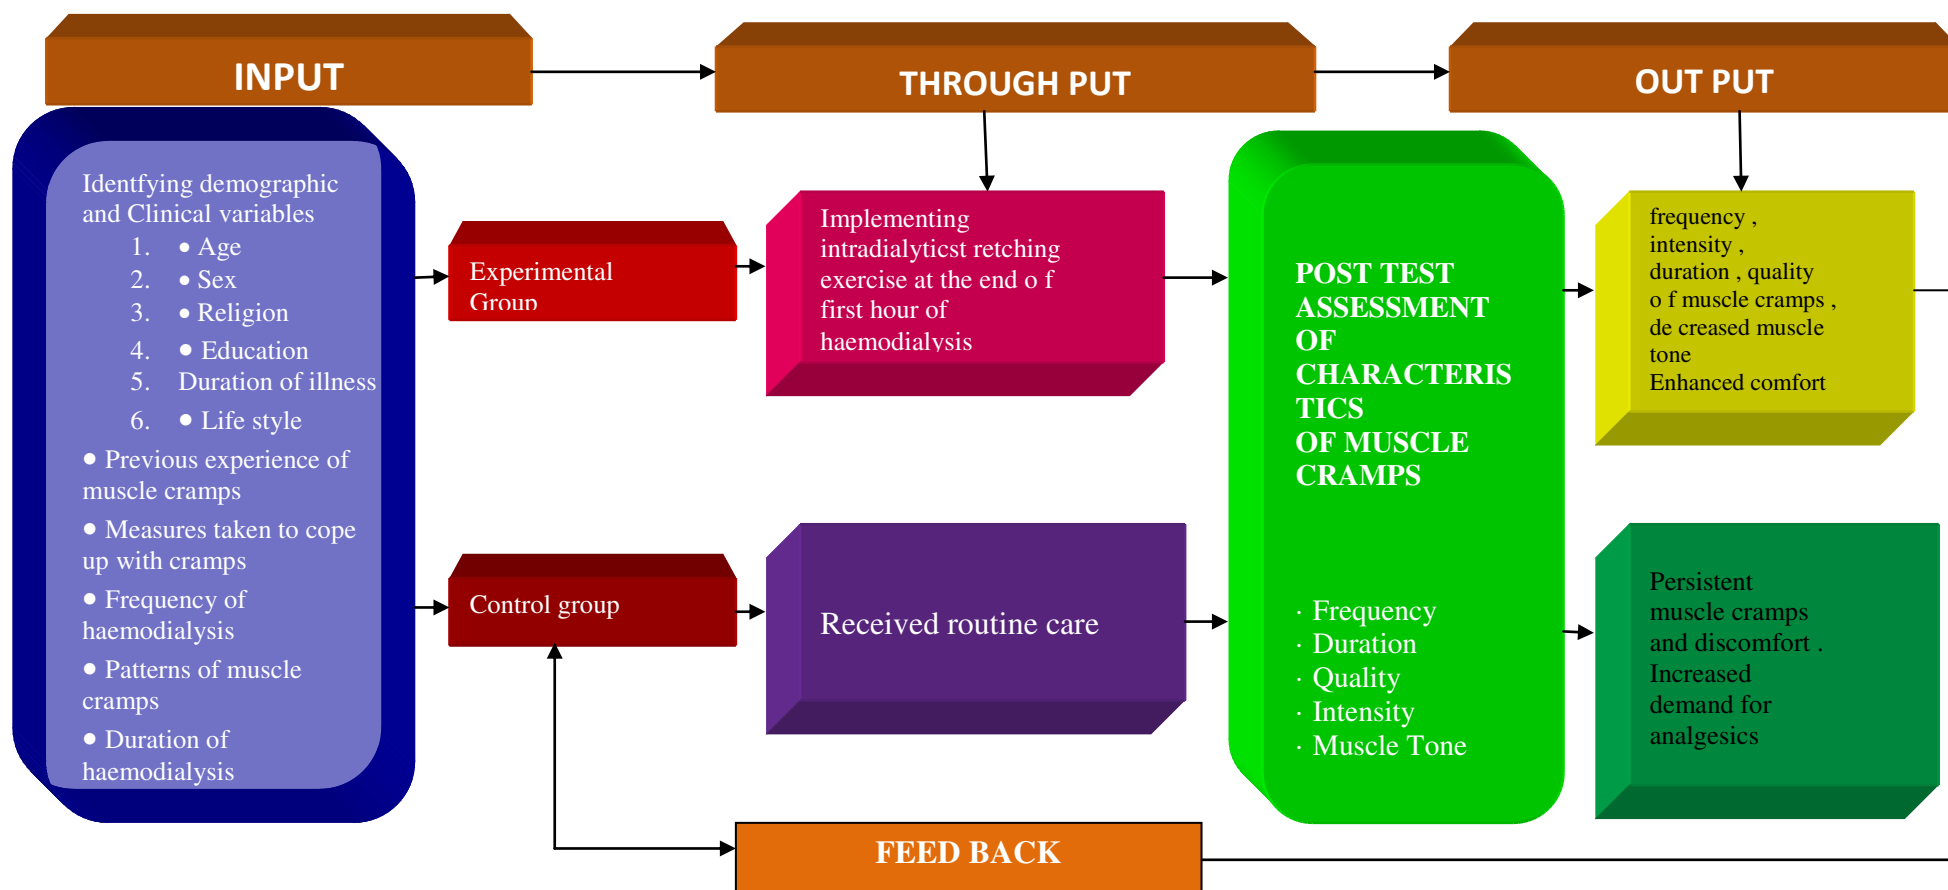 INPUT
THROUGH PUT
OUT PUT
Identfying demographic
and Clinical variables
1. • Age
2. • Sex
3. • Religion
4. • Education
5. Duration of illness
6. • Life style
• Previous experience of
muscle cramps
• Measures taken to cope
up with cramps
• Frequency of
haemodialysis
• Patterns of muscle
cramps
• Duration of
haemodialysis
Experimental
Group
Control group
Implementing
intradialyticst retching
exercise at the end o f
first hour of
haemodialysis
Received routine care
POST TEST
ASSESSMENT
OF
CHARACTERIS
TICS
OF MUSCLE
CRAMPS
· Frequency
· Duration
· Quality
· Intensity
· Muscle Tone
frequency ,
intensity ,
duration , quality
o f muscle cramps ,
de creased muscle
tone
Enhanced comfort
Persistent
muscle cramps
and discomfort .
Increased
demand for
analgesics
FEED BACK